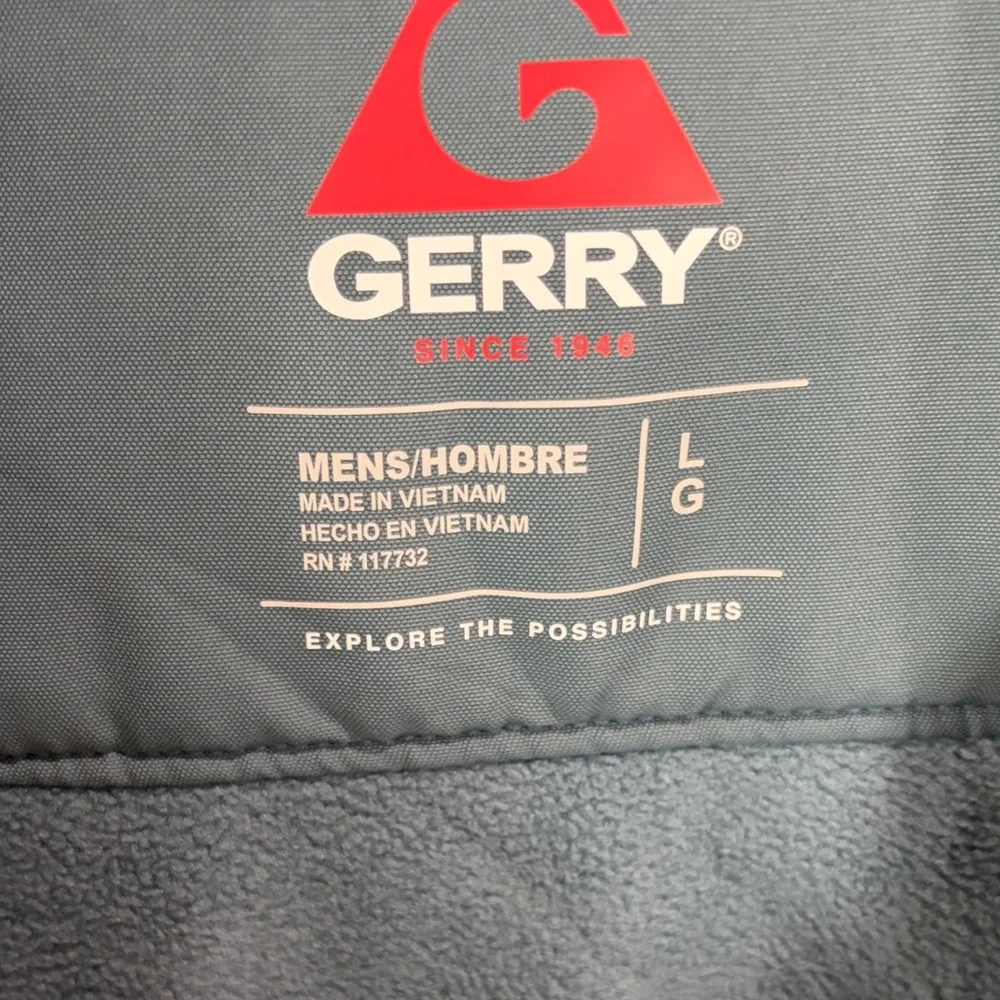 G
GERRY®
SINCE 1946
MENS/HOMBRE
MADE IN VIETNAM
HECHO EN VIETNAM
RN # 117732
L
G
EXPLORE THE POSSIBILITIES